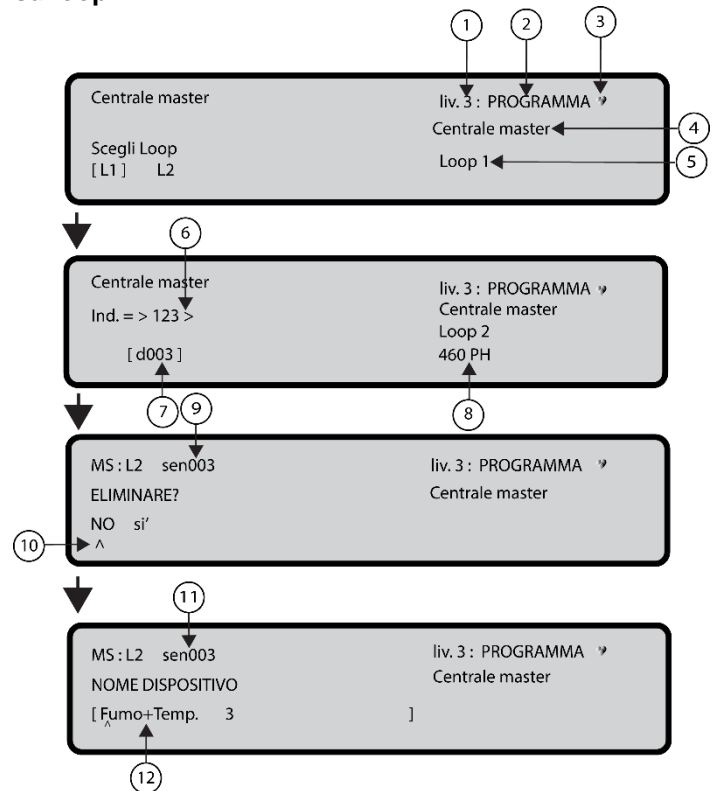 1 2 3
Centrale master liv. 3 : PROGRAMMA
Centrale master 4
Scegli Loop
[ L1 ] L2 Loop 1 5
6
Centrale master liv. 3 : PROGRAMMA
Ind. = > 123 > Centrale master
Loop 2
[ d003 ] 460 PH
7 9 8
MS : L2 sen003 liv. 3 : PROGRAMMA
ELIMINARE? Centrale master
NO si’
10 ^
11
MS : L2 sen003 liv. 3 : PROGRAMMA
NOME DISPOSITIVO Centrale master
[ Fumo+Temp. 3 ]
^
12